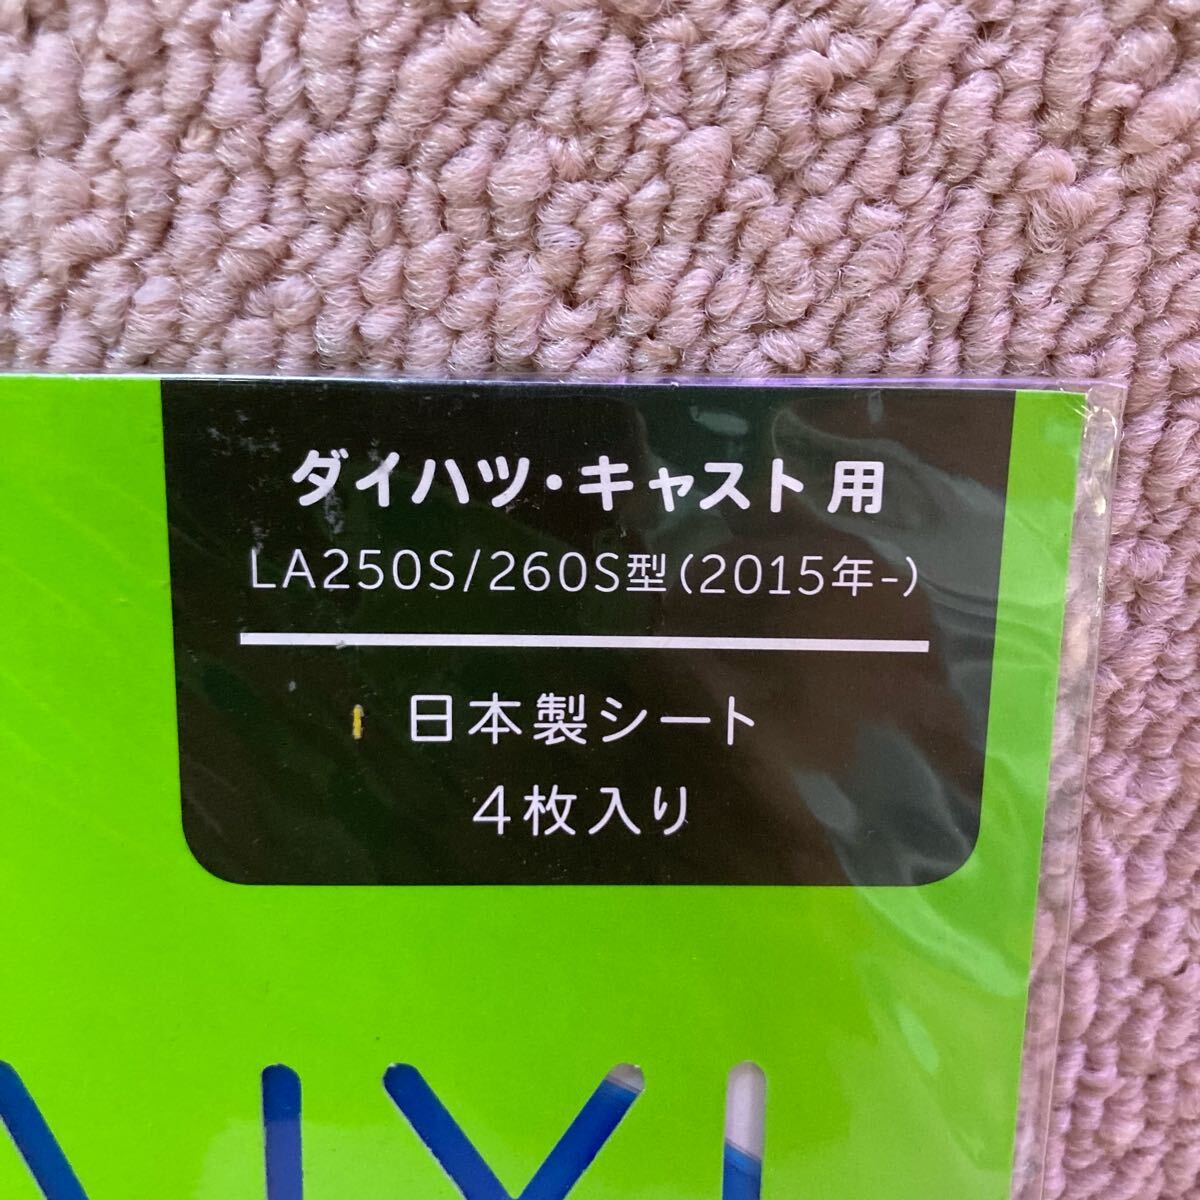 ダイハツ・キャスト用
LA250S/260S型(2015年-)
日本製シート
4枚入り